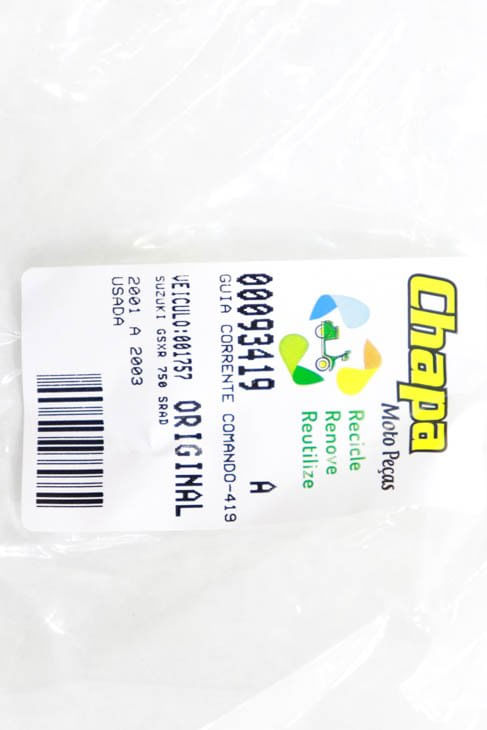 Chapa
Moto Peças
Recicle
Renove
Reutilize
00093419 A
GUIA CORRENTE COMANDO-419
VEICULO:001757 ORIGINAL
SUZUKI GSXR 750 SRAD
2001 A 2003
USADA